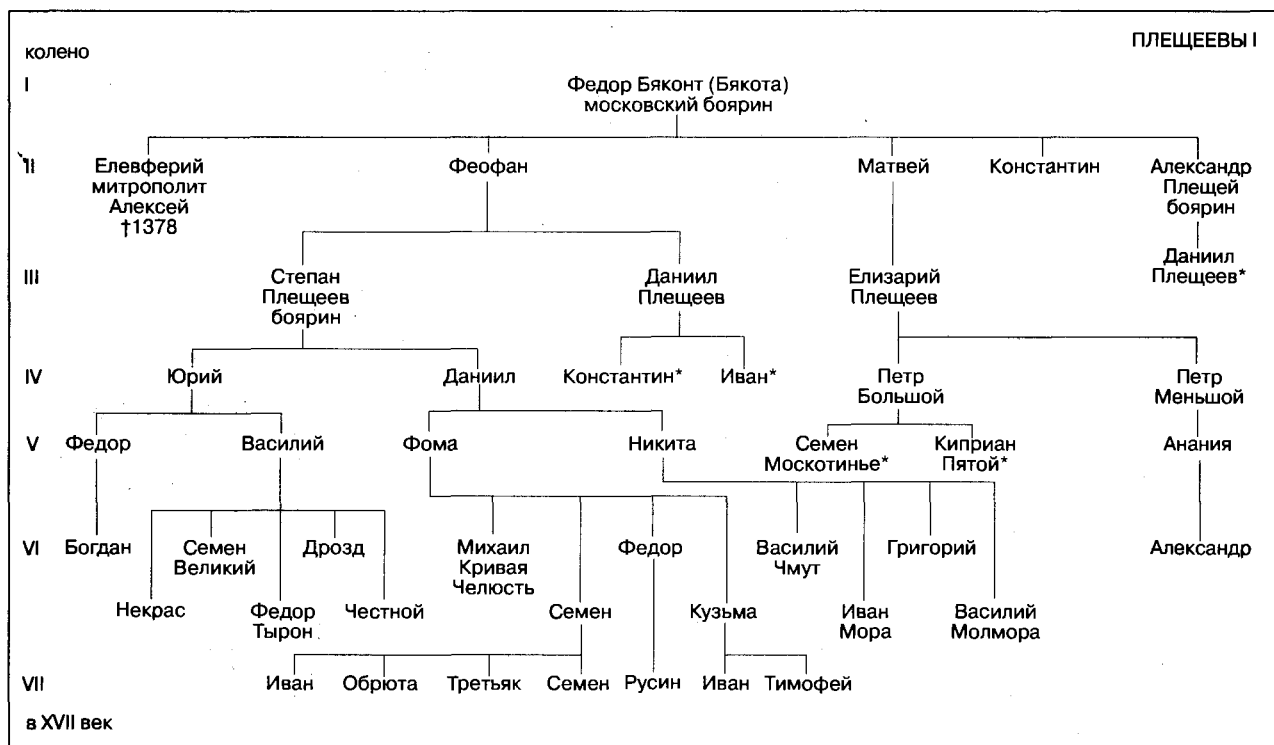 ПЛЕЩЕЕВЫ I
колено
I
Федор Бяконт (Бякота)
московский боярин
II
Елевферий
митрополит
Алексей
†1378
Феофан
Матвей
Константин
Александр
Плещей
боярин
III
Степан
Плещеев
боярин
Даниил
Плещеев
Елизарий
Плещеев
Даниил
Плещеев*
IV
Юрий
Даниил
Константин*
Иван*
Петр
Большой
Петр
Меньшой
V
Федор
Василий
Фома
Никита
Семен
Москотинье*
Киприан
Пятой*
Анания
VI
Богдан
Некрас
Семен
Великий
Федор
Тырон
Дрозд
Честной
Михаил
Кривая
Челюсть
Семен
Федор
Кузьма
Василий
Чмут
Иван
Мора
Григорий
Василий
Молмора
Александр
VII
Иван
Обрюта
Третьяк
Семен
Русин
Иван
Тимофей
в XVII век